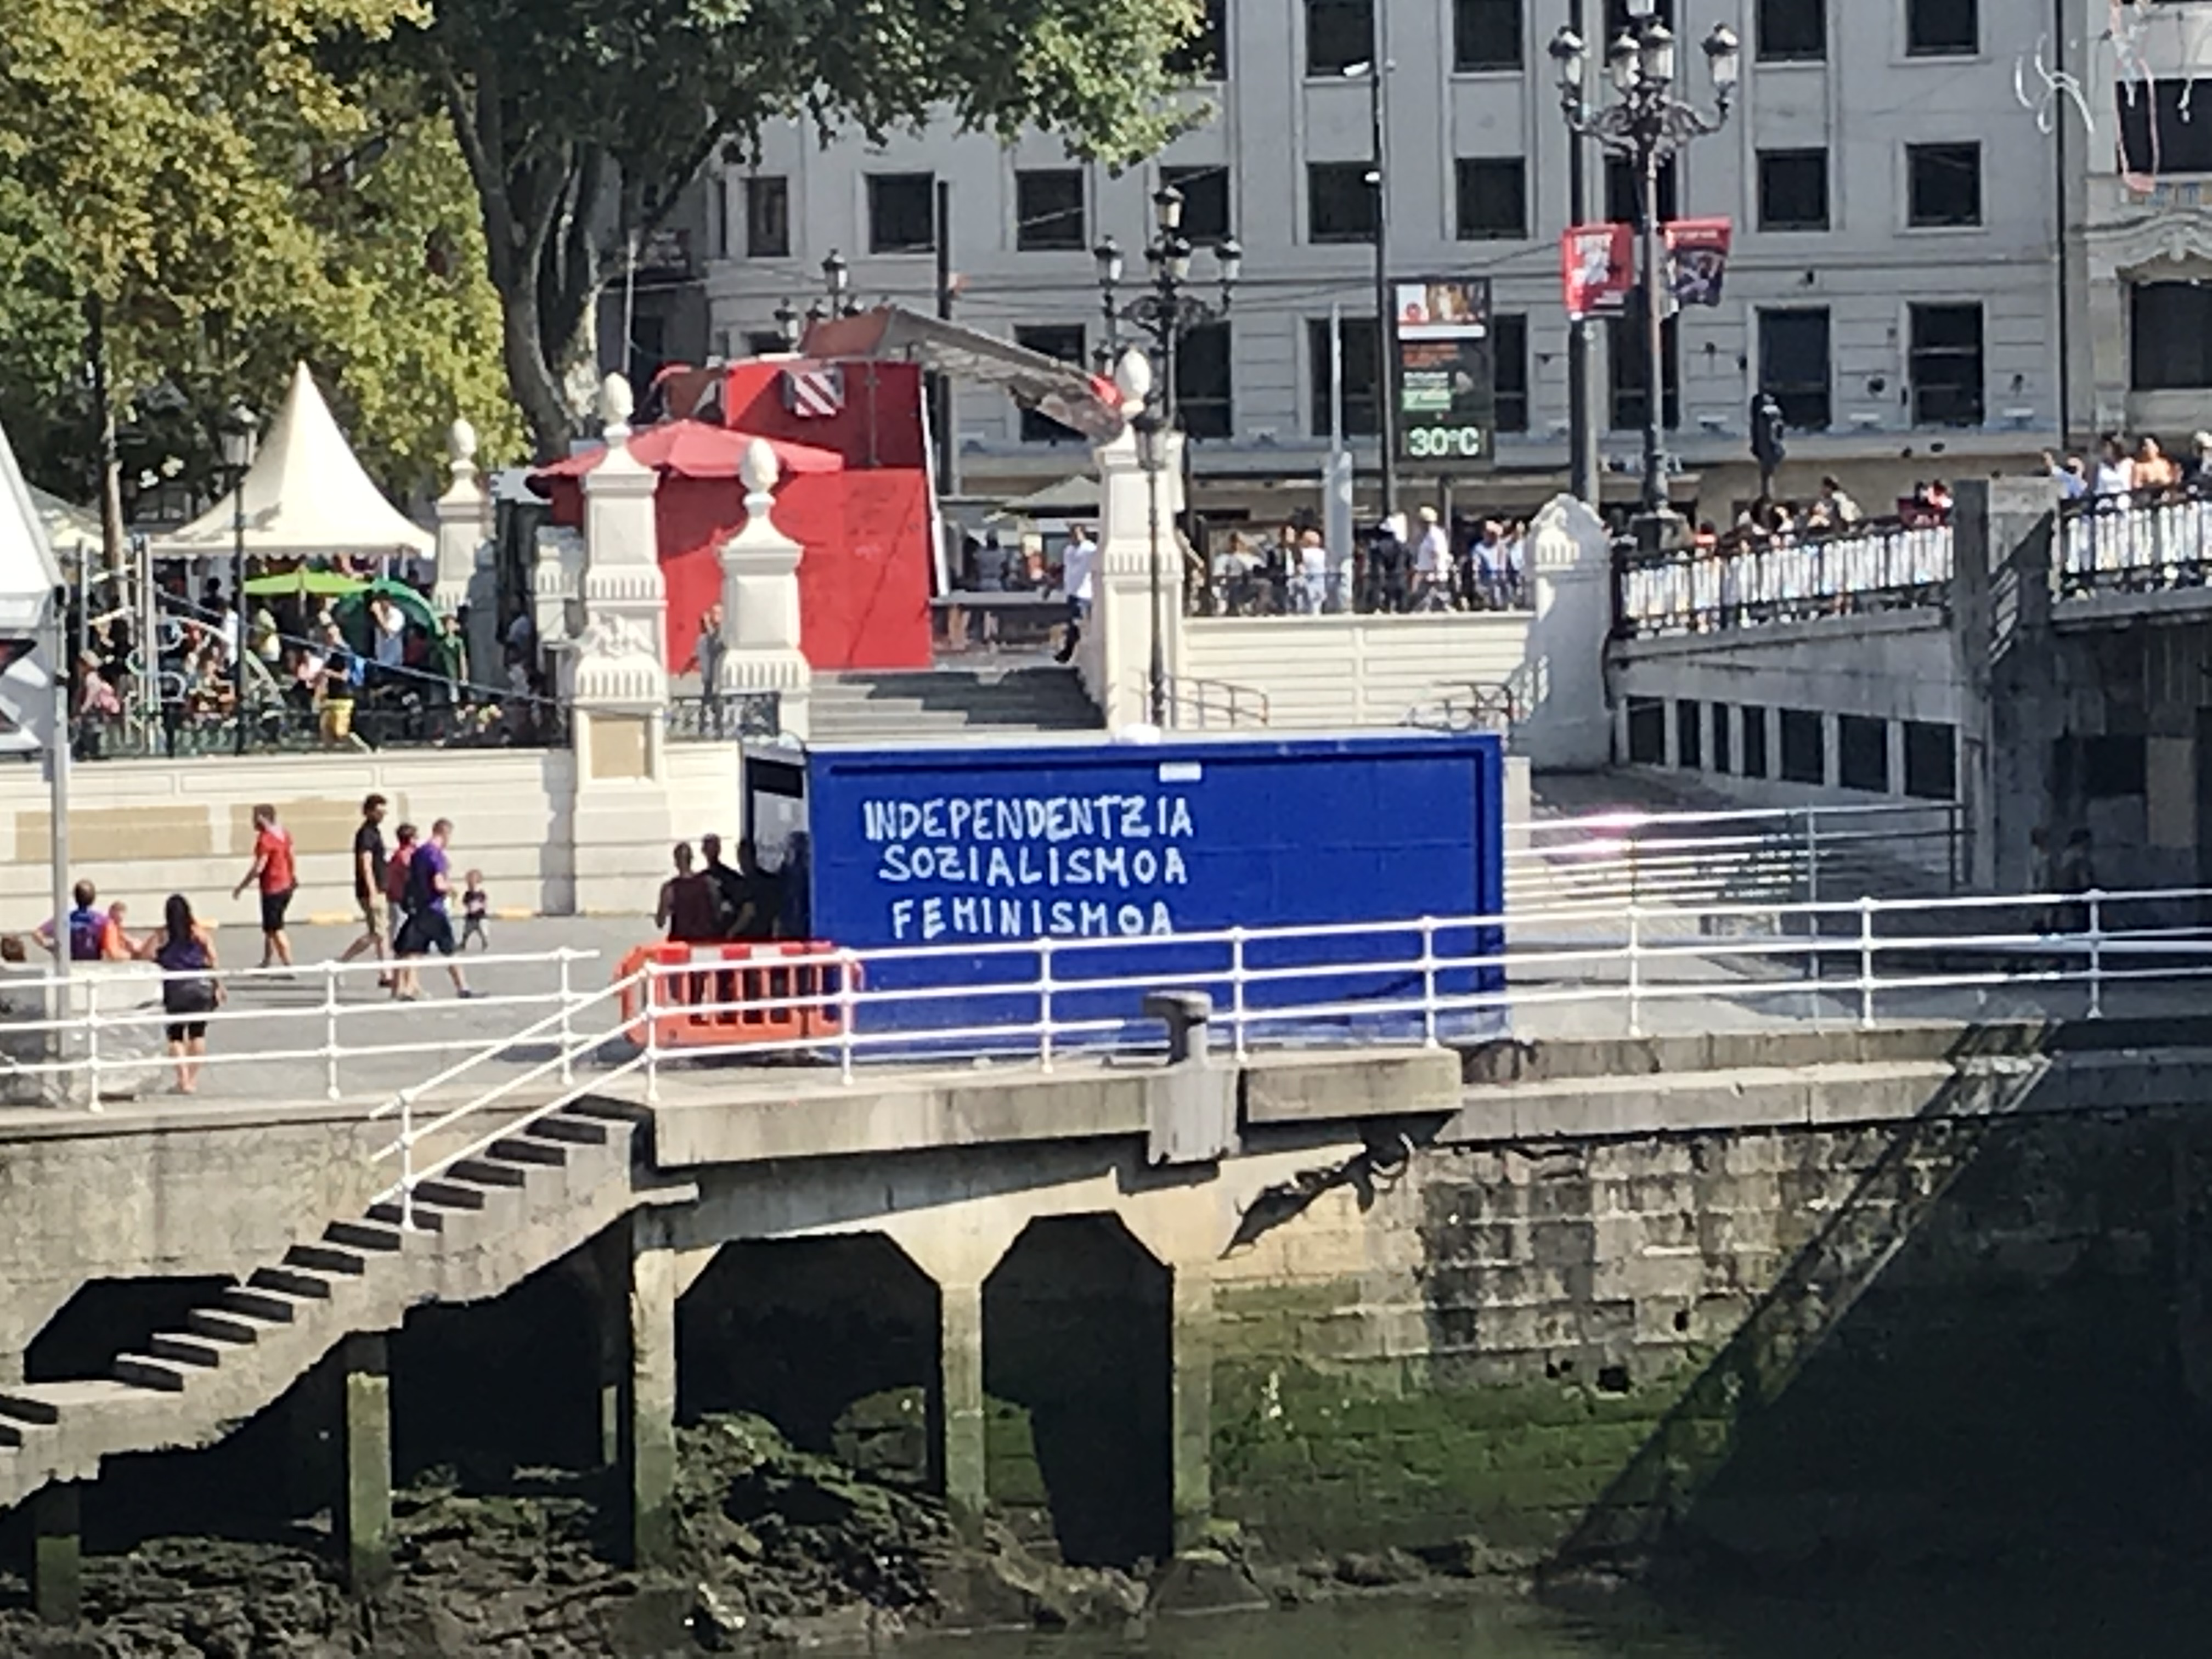 30°C
INDEPENDENTZIA
SOZIALISMOA
FEMINISMOA